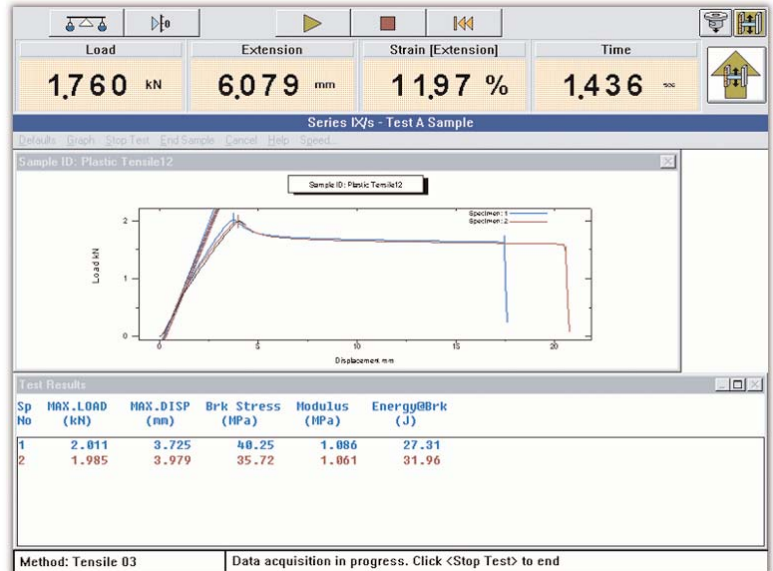 0
Load Extension Strain [Extension] Time
1.760 kN 6.079 mm 11.97 % 1.436 sec
Series IX/s - Test A Sample
Defaults Graph Stop Test End Sample Cancel Help Speed...
Sample ID: Plastic Tensile12
Sample ID: Plastic Tensile12
Specimen: 1
Specimen: 2
2
1
0
Load kN
0 5 10 15 20
Displacement mm
Test Results
Sp MAX.LOAD MAX.DISP Brk Stress Modulus Energy@Brk
No (kN) (mm) (MPa) (MPa) (J)
1 2.011 3.725 40.25 1.086 27.31
2 1.985 3.979 35.72 1.061 31.96
Method: Tensile 03 Data acquisition in progress. Click <Stop Test> to end